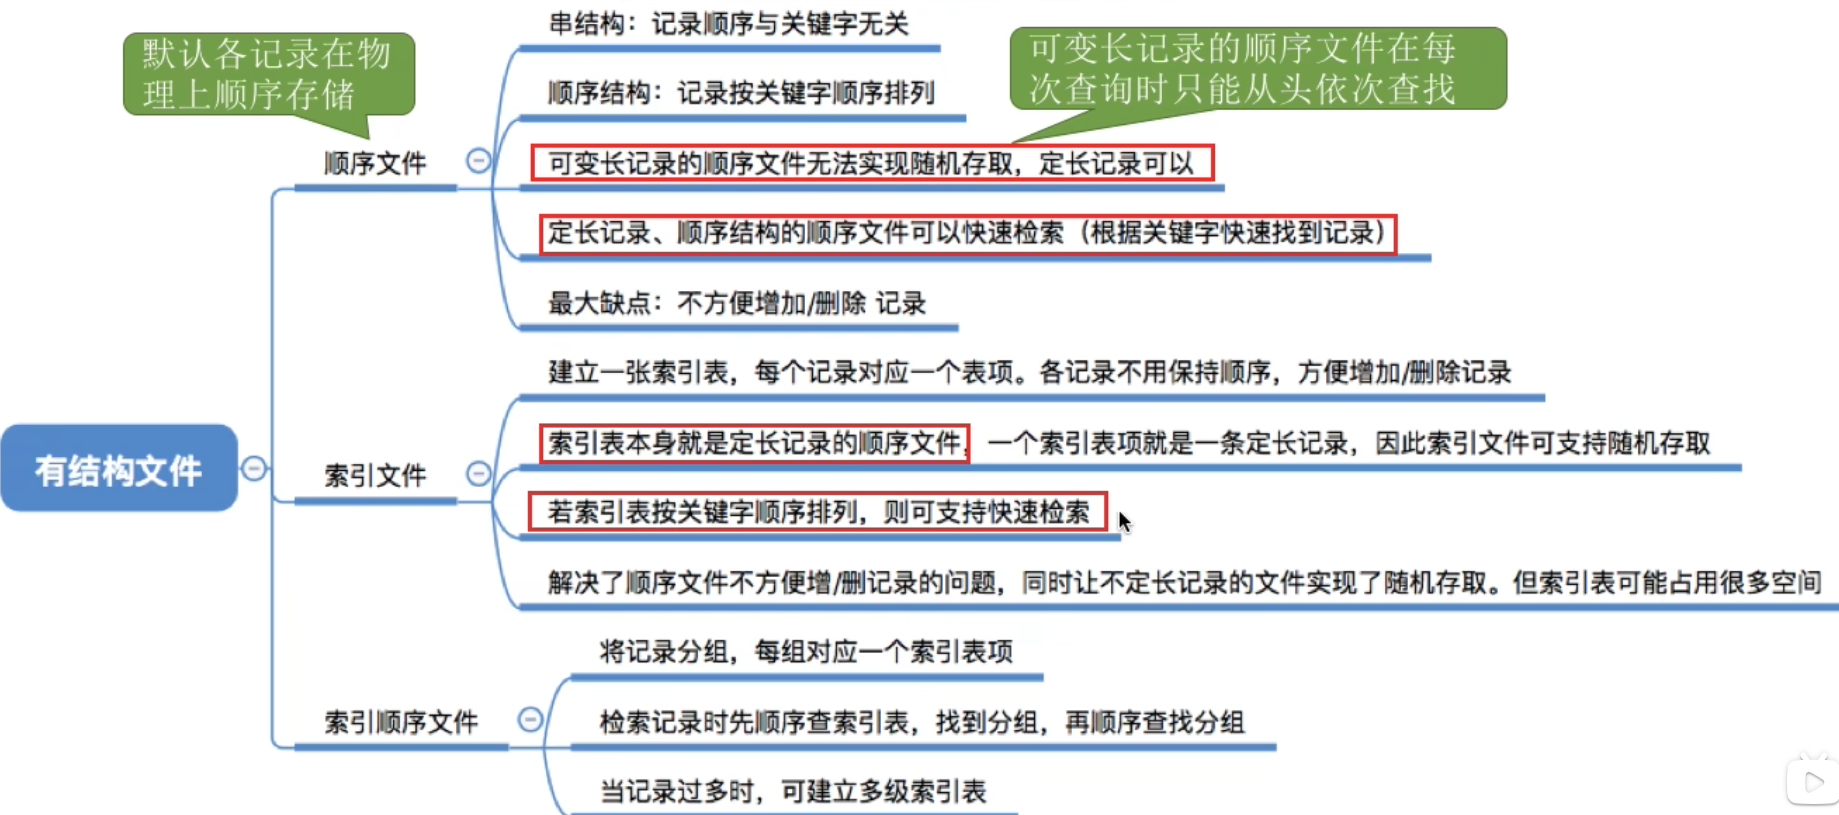 串结构：记录顺序与关键字无关
默认各记录在物
理上顺序存储
可变长记录的顺序文件在每
次查询时只能从头依次查找
顺序结构：记录按关键字顺序排列
顺序文件
可变长记录的顺序文件无法实现随机存取，定长记录可以
定长记录、顺序结构的顺序文件可以快速检索（根据关键字快速找到记录）
最大缺点：不方便增加/删除 记录
建立一张索引表，每个记录对应一个表项。各记录不用保持顺序，方便增加/删除记录
有结构文件
索引文件
索引表本身就是定长记录的顺序文件，一个索引表项就是一条定长记录，因此索引文件可支持随机存取
若索引表按关键字顺序排列，则可支持快速检索
解决了顺序文件不方便增/删记录的问题，同时让不定长记录的文件实现了随机存取。但索引表可能占用很多空间
将记录分组，每组对应一个索引表项
索引顺序文件
检索记录时先顺序查索引表，找到分组，再顺序查找分组
当记录过多时，可建立多级索引表